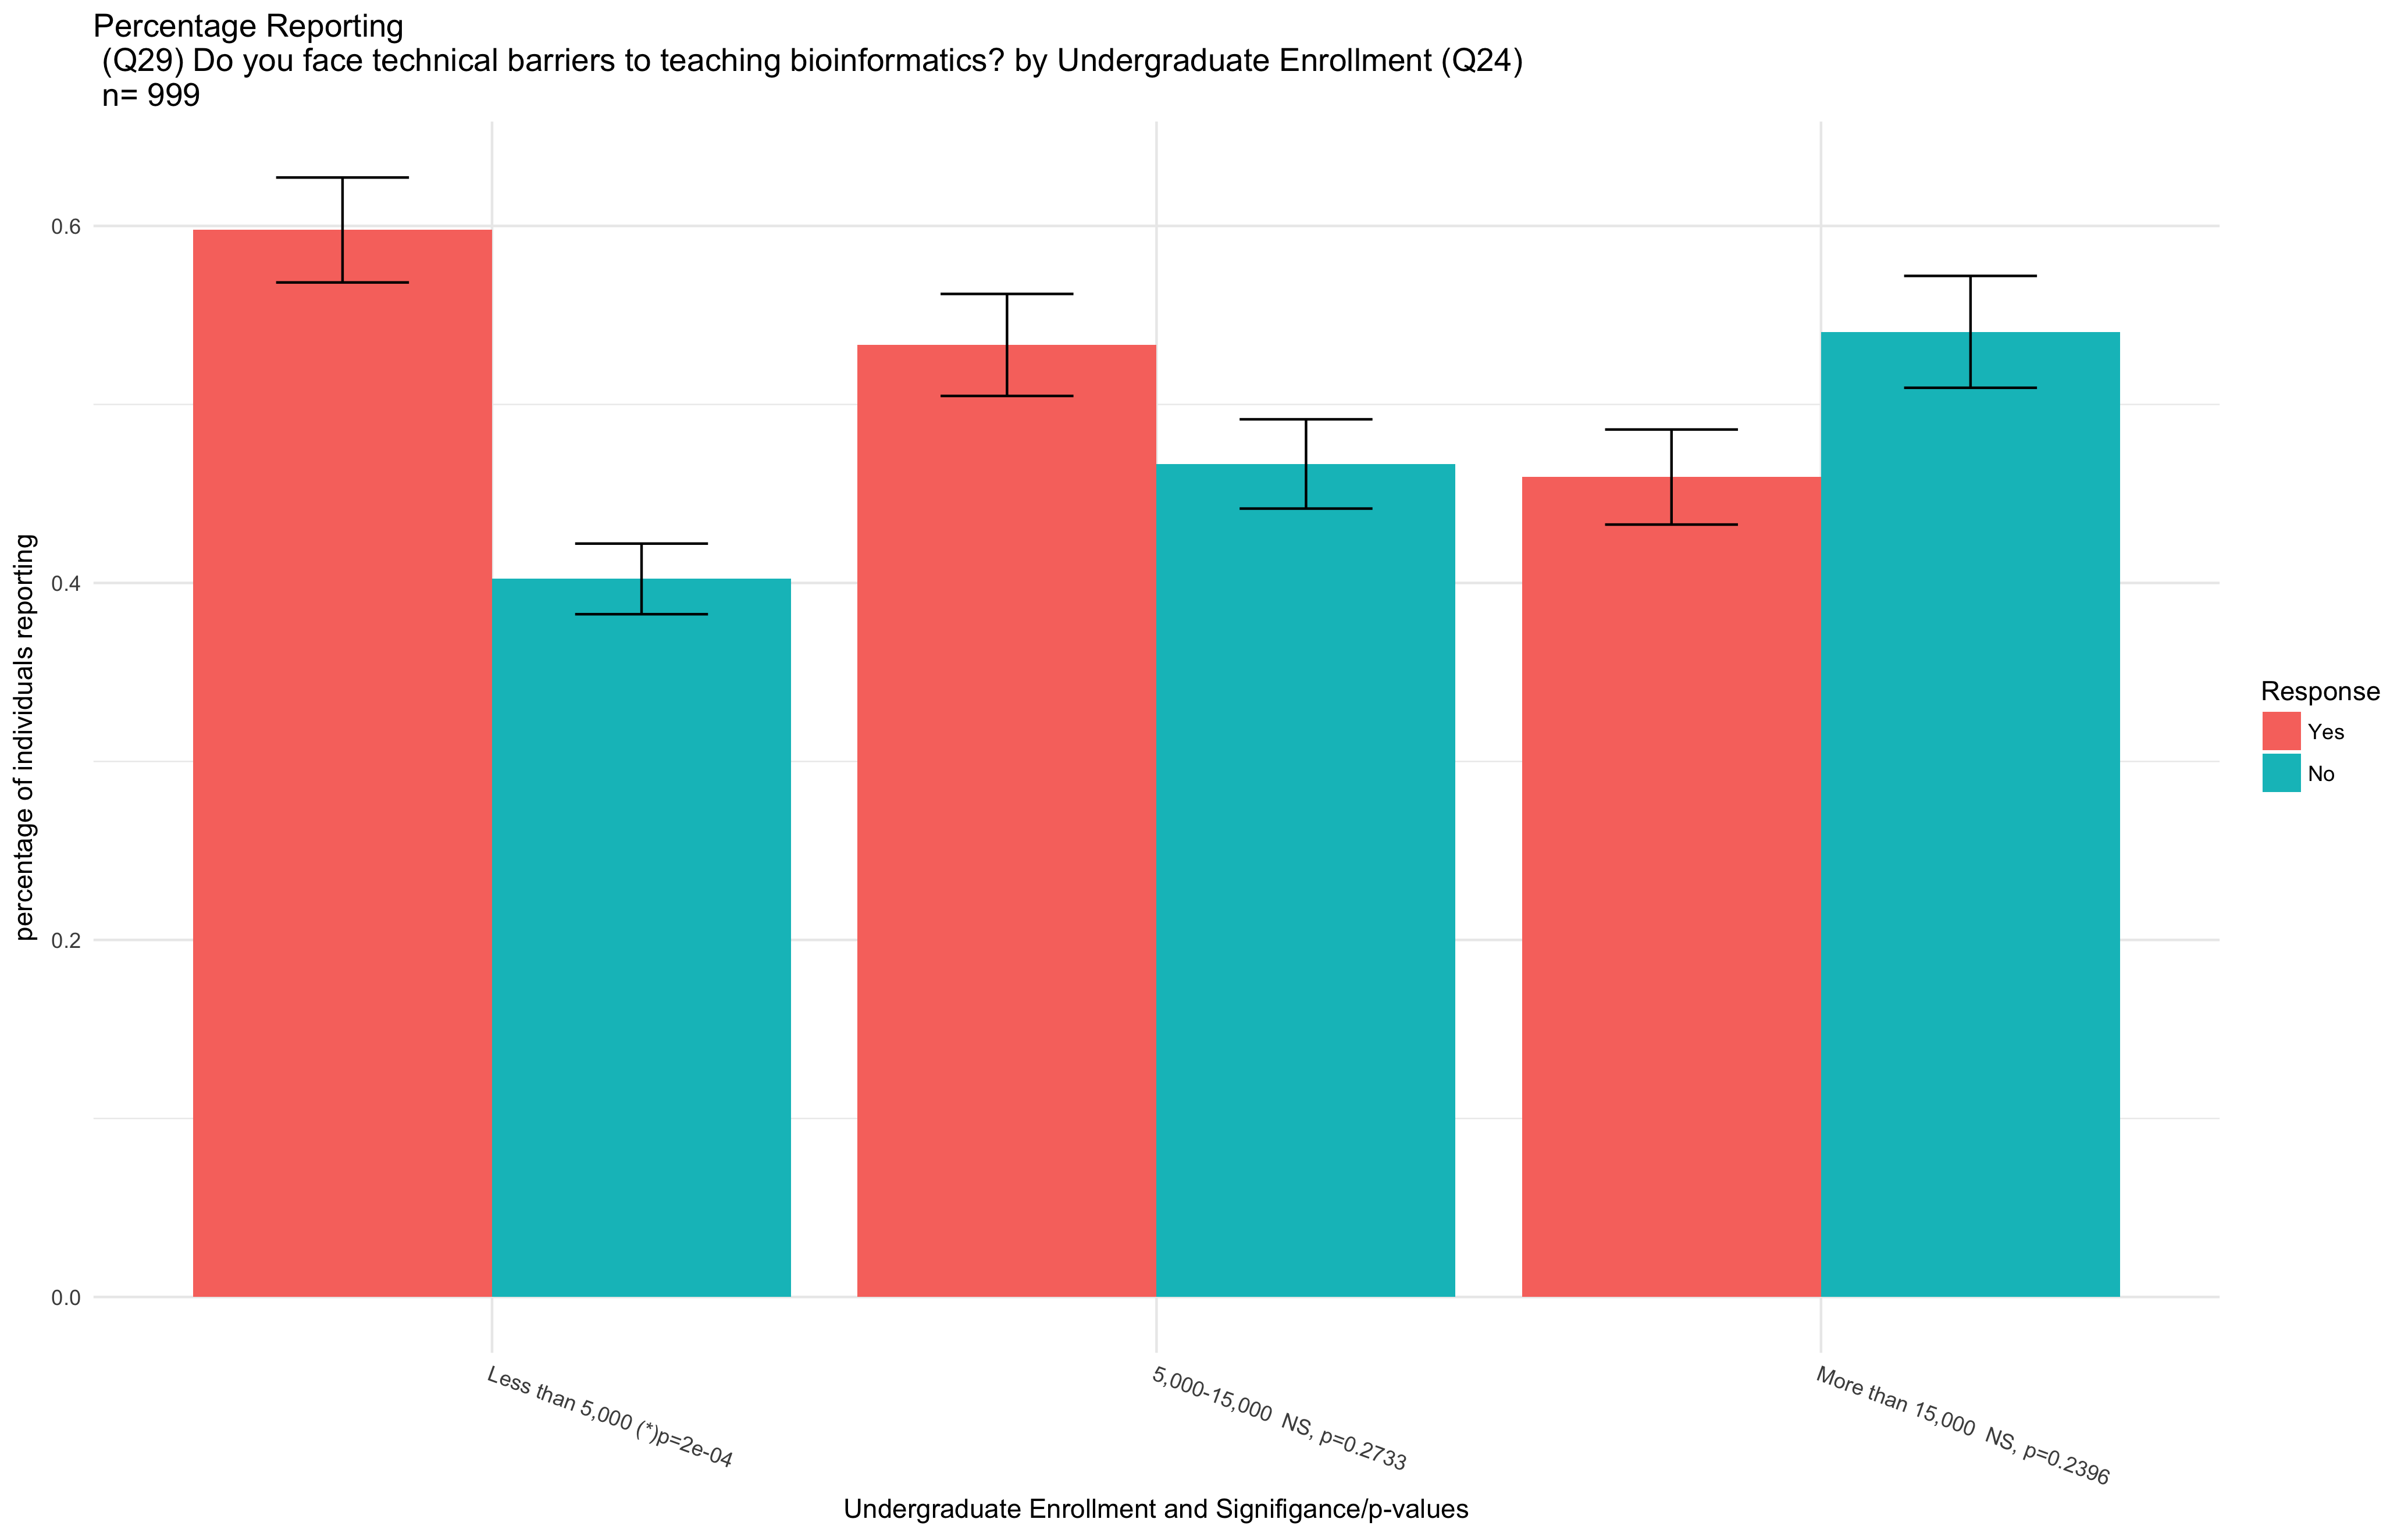 Percentage Reporting
(Q29) Do you face technical barriers to teaching bioinformatics? by Undergraduate Enrollment (Q24)
n= 999
percentage of individuals reporting
0.6
0.4
0.2
0.0
Response
Yes
No
Less than 5,000 (*)p=2e-04
5,000-15,000  NS, p=0.2733
More than 15,000  NS, p=0.2396
Undergraduate Enrollment and Signifigance/p-values